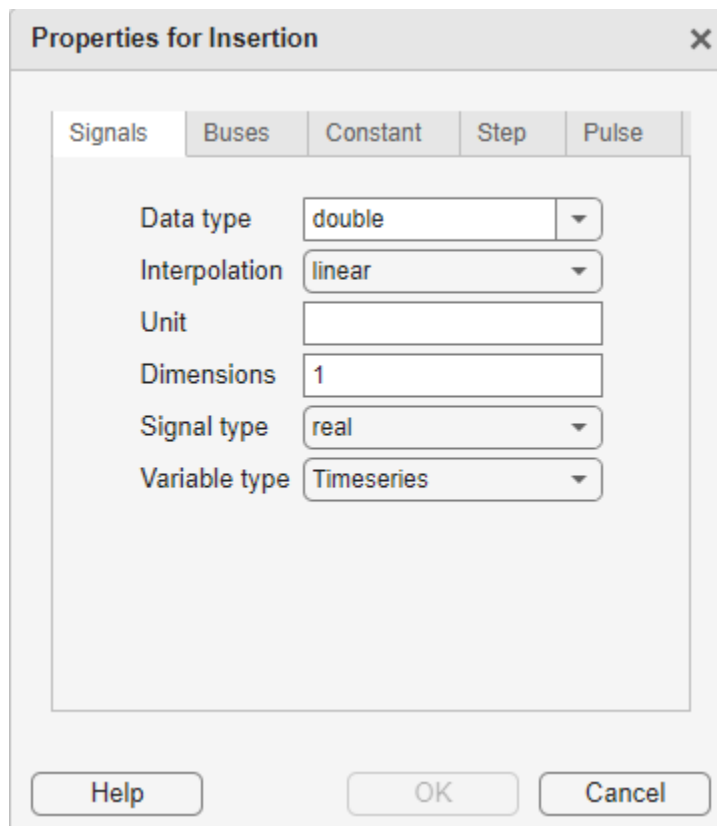 Properties for Insertion
Signals Buses Constant Step Pulse
Data type double
Interpolation linear
Unit
Dimensions 1
Signal type real
Variable type Timeseries
Help OK Cancel